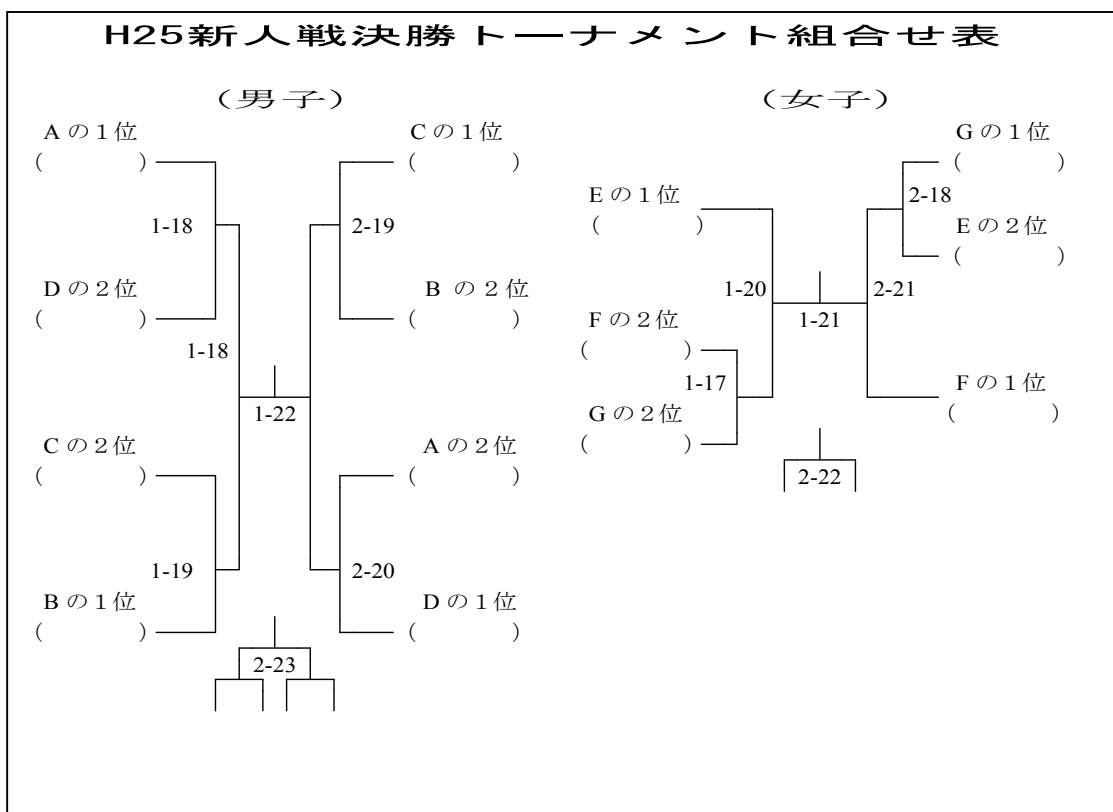 H25新人戦決勝トーナメント組合せ表
（男子）
Aの１位
(　　　)
1-18
Dの２位
(　　　)
1-18
Cの２位
(　　　)
1-19
Bの１位
(　　　)
Cの１位
(　　　)
2-19
Bの２位
(　　　)
1-22
Aの２位
(　　　)
2-20
Dの１位
(　　　)
2-23
（女子）
Eの１位
(　　　)
1-20
Fの２位
(　　　)
1-17
Gの２位
(　　　)
Gの１位
(　　　)
2-18
Eの２位
(　　　)
2-21
1-21
Fの１位
(　　　)
2-22